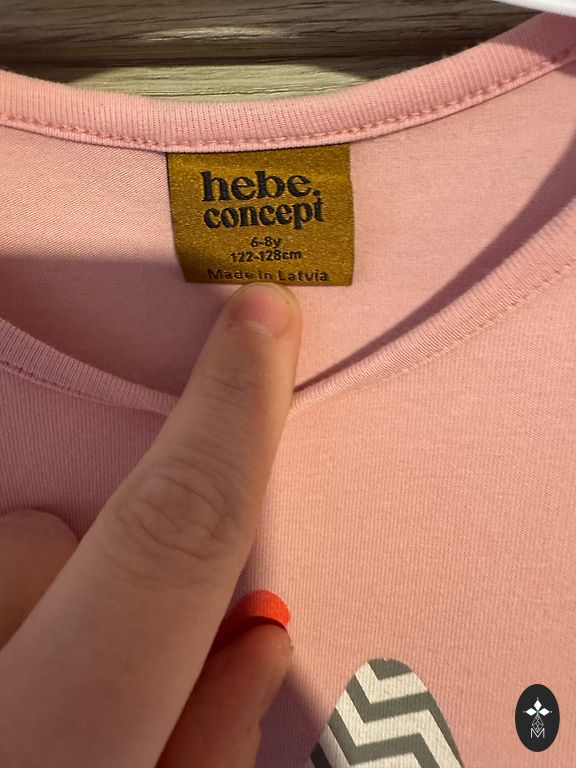 hebe.
concept
6-8y
122-128cm
Made in Latvia
M